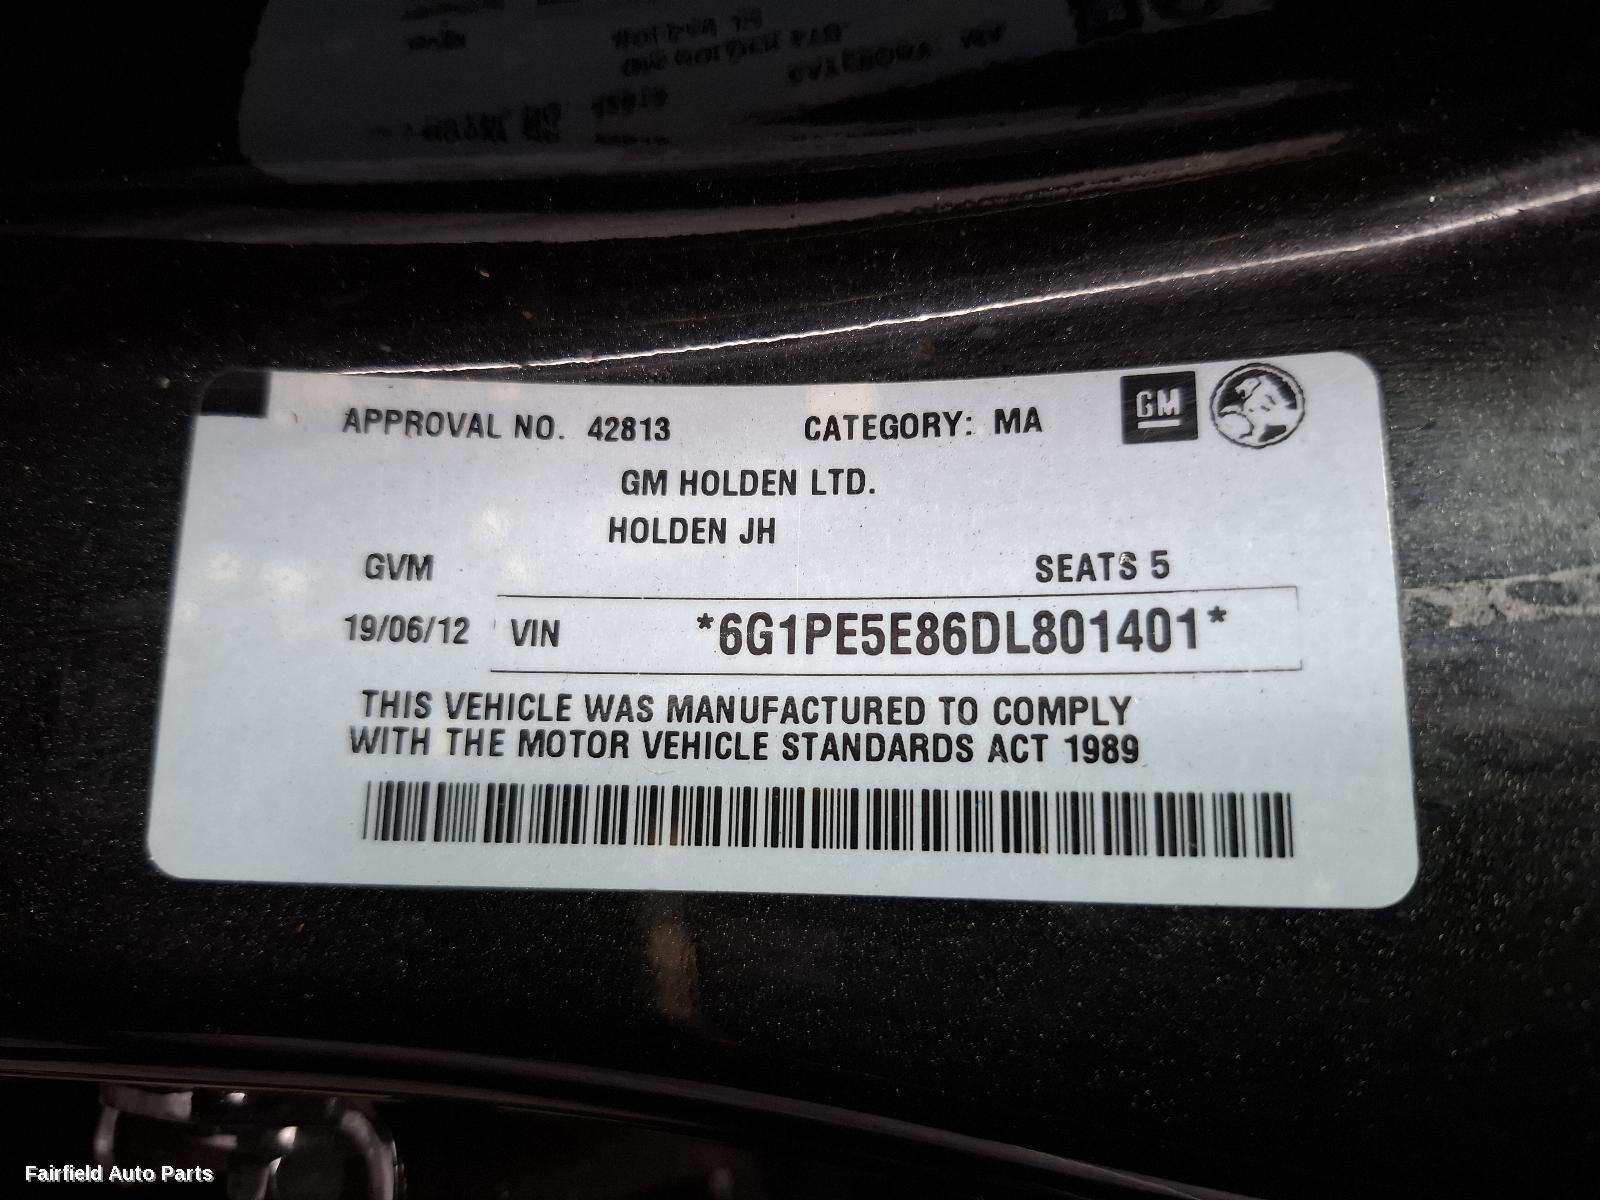 APPROVAL NO. 42813 CATEGORY: MA GM
GM HOLDEN LTD.
HOLDEN JH
GVM SEATS 5
19/06/12 VIN *6G1PE5E86DL801401*
THIS VEHICLE WAS MANUFACTURED TO COMPLY
WITH THE MOTOR VEHICLE STANDARDS ACT 1989
Fairfield Auto Parts